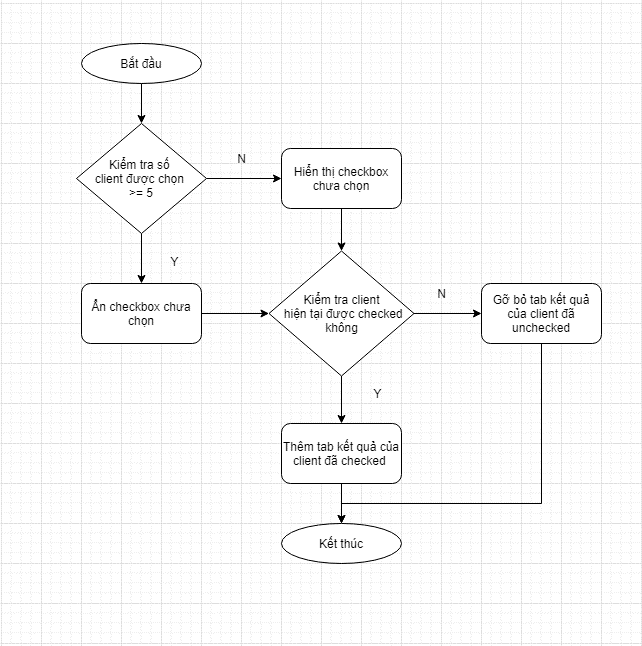 Bắt đầu
Kiểm tra số
client được chọn
>= 5
N
Hiển thị checkbox
chưa chọn
Y
Ẩn checkbox chưa
chọn
Kiểm tra client
hiện tại được checked
không
N
Gỡ bỏ tab kết quả
của client đã
unchecked
Y
Thêm tab kết quả của
client đã checked
Kết thúc